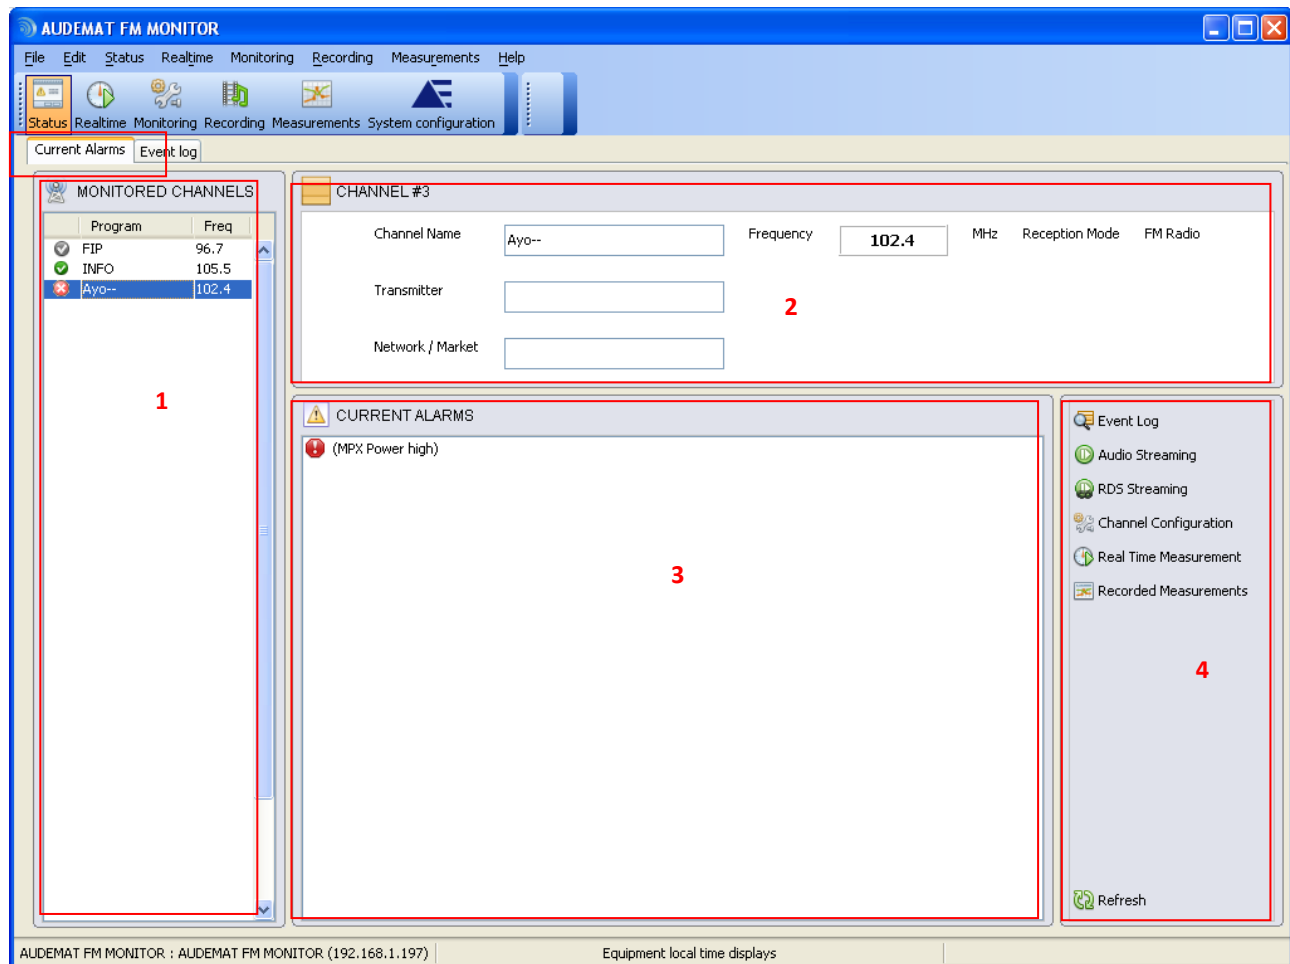 AUDEMAT FM MONITOR
File Edit Status Realtime Monitoring Recording Measurements Help
Status Realtime Monitoring Recording Measurements System configuration
Current Alarms Event log
MONITORED CHANNELS
Program Freq
FIP 96.7
INFO 105.5
Ayo-- 102.4
1
CHANNEL #3
Channel Name Ayo-- Frequency 102.4 MHz Reception Mode FM Radio
Transmitter
2
Network / Market
CURRENT ALARMS
(MPX Power high)
3
Event Log
Audio Streaming
RDS Streaming
Channel Configuration
Real Time Measurement
Recorded Measurements
4
Refresh
AUDEMAT FM MONITOR : AUDEMAT FM MONITOR (192.168.1.197) Equipment local time displays